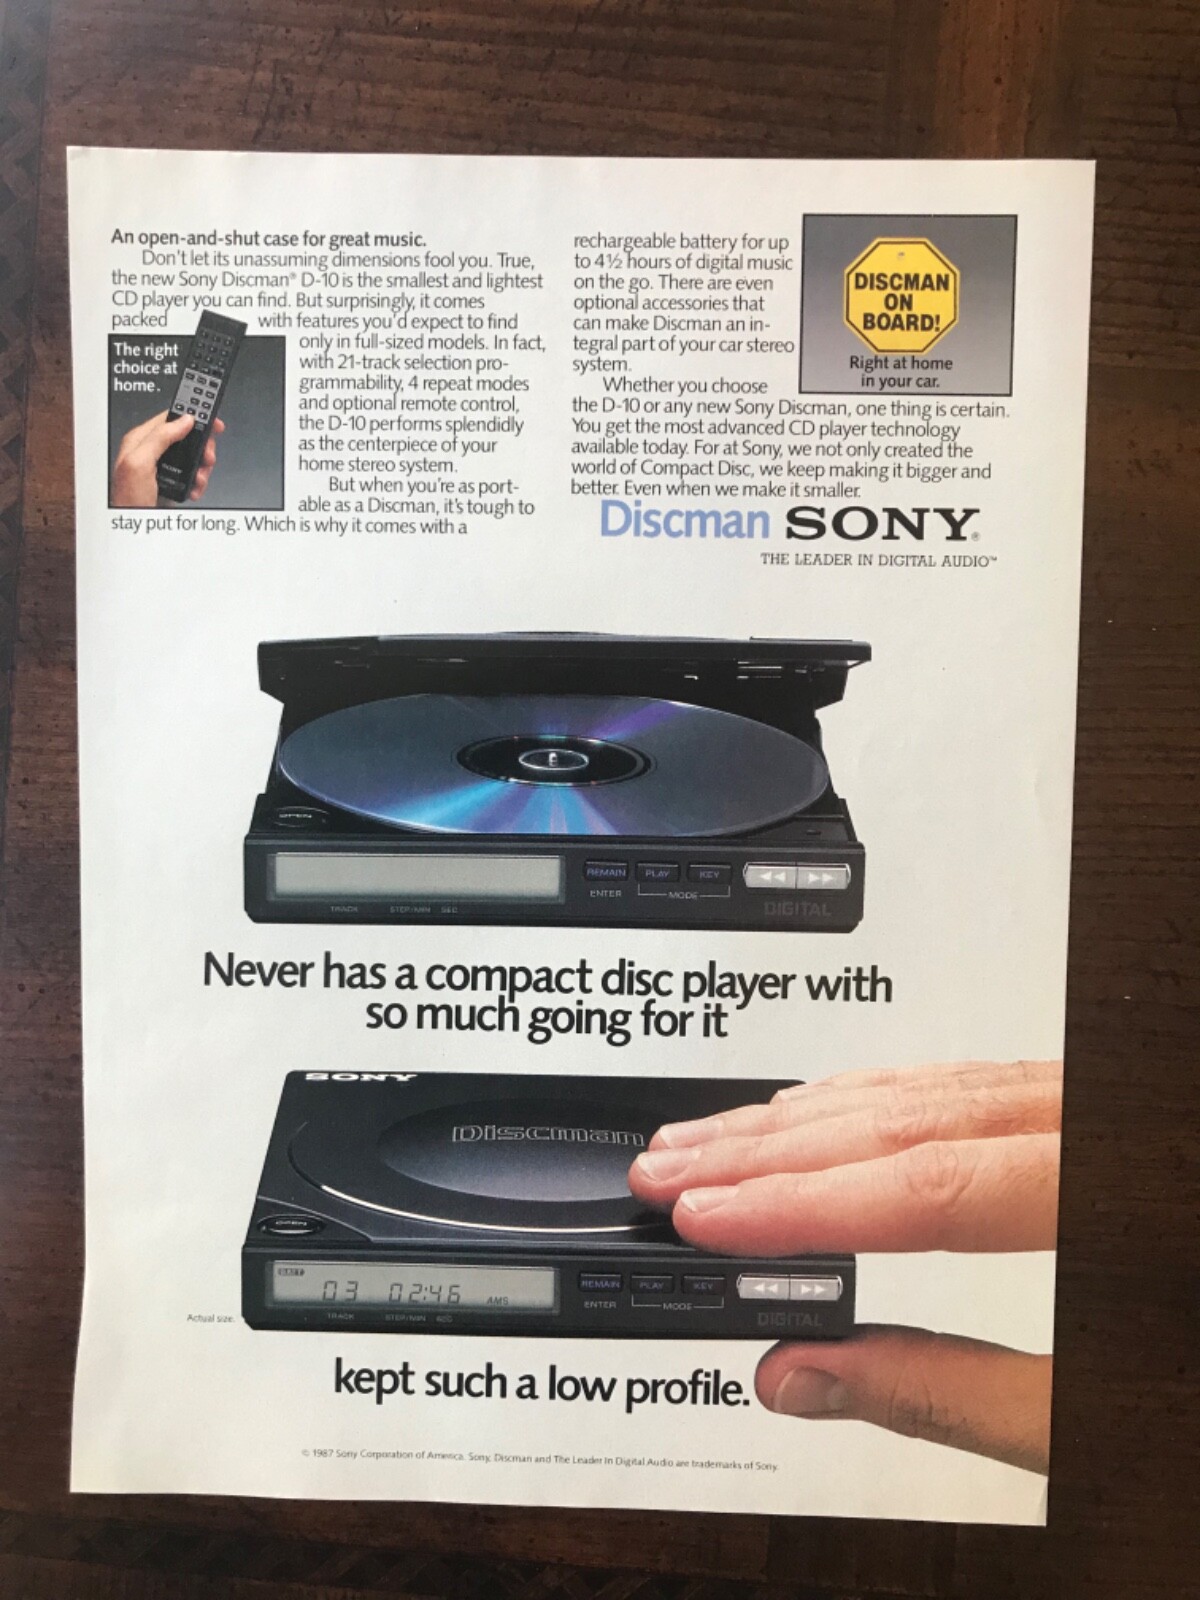 An open-and-shut case for great music.
Don't let its unassuming dimensions fool you. True,
the new Sony Discman® D-10 is the smallest and lightest
CD player you can find. But surprisingly, it comes
packed with features you'd expect to find
only in full-sized models. In fact,
with 21-track selection pro-
grammability, 4 repeat modes
and optional remote control,
the D-10 performs splendidly
as the centerpiece of your
home stereo system.
But when you're as port-
able as a Discman, it's tough to
stay put for long. Which is why it comes with a
The right
choice at
home.
SONY
rechargeable battery for up
to 4½ hours of digital music
on the go. There are even
optional accessories that
can make Discman an in-
tegral part of your car stereo
system.
Whether you choose
the D-10 or any new Sony Discman, one thing is certain.
You get the most advanced CD player technology
available today. For at Sony, we not only created the
world of Compact Disc, we keep making it bigger and
better. Even when we make it smaller.
DISCMAN
ON
BOARD!
Right at home
in your car.
Discman SONY®
THE LEADER IN DIGITAL AUDIO™
OPEN
REMAIN PLAY KEY
ENTER MODE
TRACK STEP/MIN SEC
DIGITAL
Never has a compact disc player with
so much going for it
SONY
Discman
OPEN
BATT
03 02:46 AMS
REMAIN PLAY KEY
ENTER MODE
TRACK STEP/MIN SEC
DIGITAL
Actual size.
kept such a low profile.
© 1987 Sony Corporation of America. Sony, Discman and The Leader In Digital Audio are trademarks of Sony.